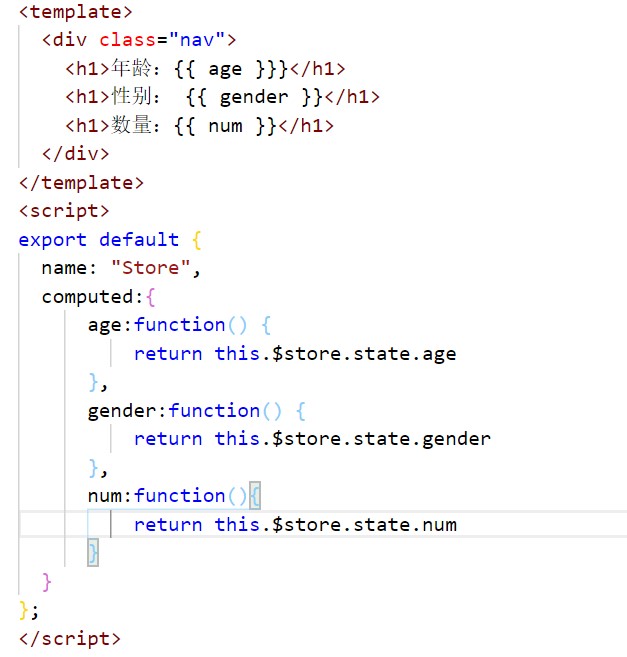 <template>
  <div class="nav">
    <h1>年龄：{{ age }}}</h1>
    <h1>性别： {{ gender }}</h1>
    <h1>数量：{{ num }}</h1>
  </div>
</template>
<script>
export default {
  name: "Store",
  computed:{
      age:function() {
          return this.$store.state.age
      },
      gender:function() {
          return this.$store.state.gender
      },
      num:function(){
          return this.$store.state.num
      }
  }
};
</script>